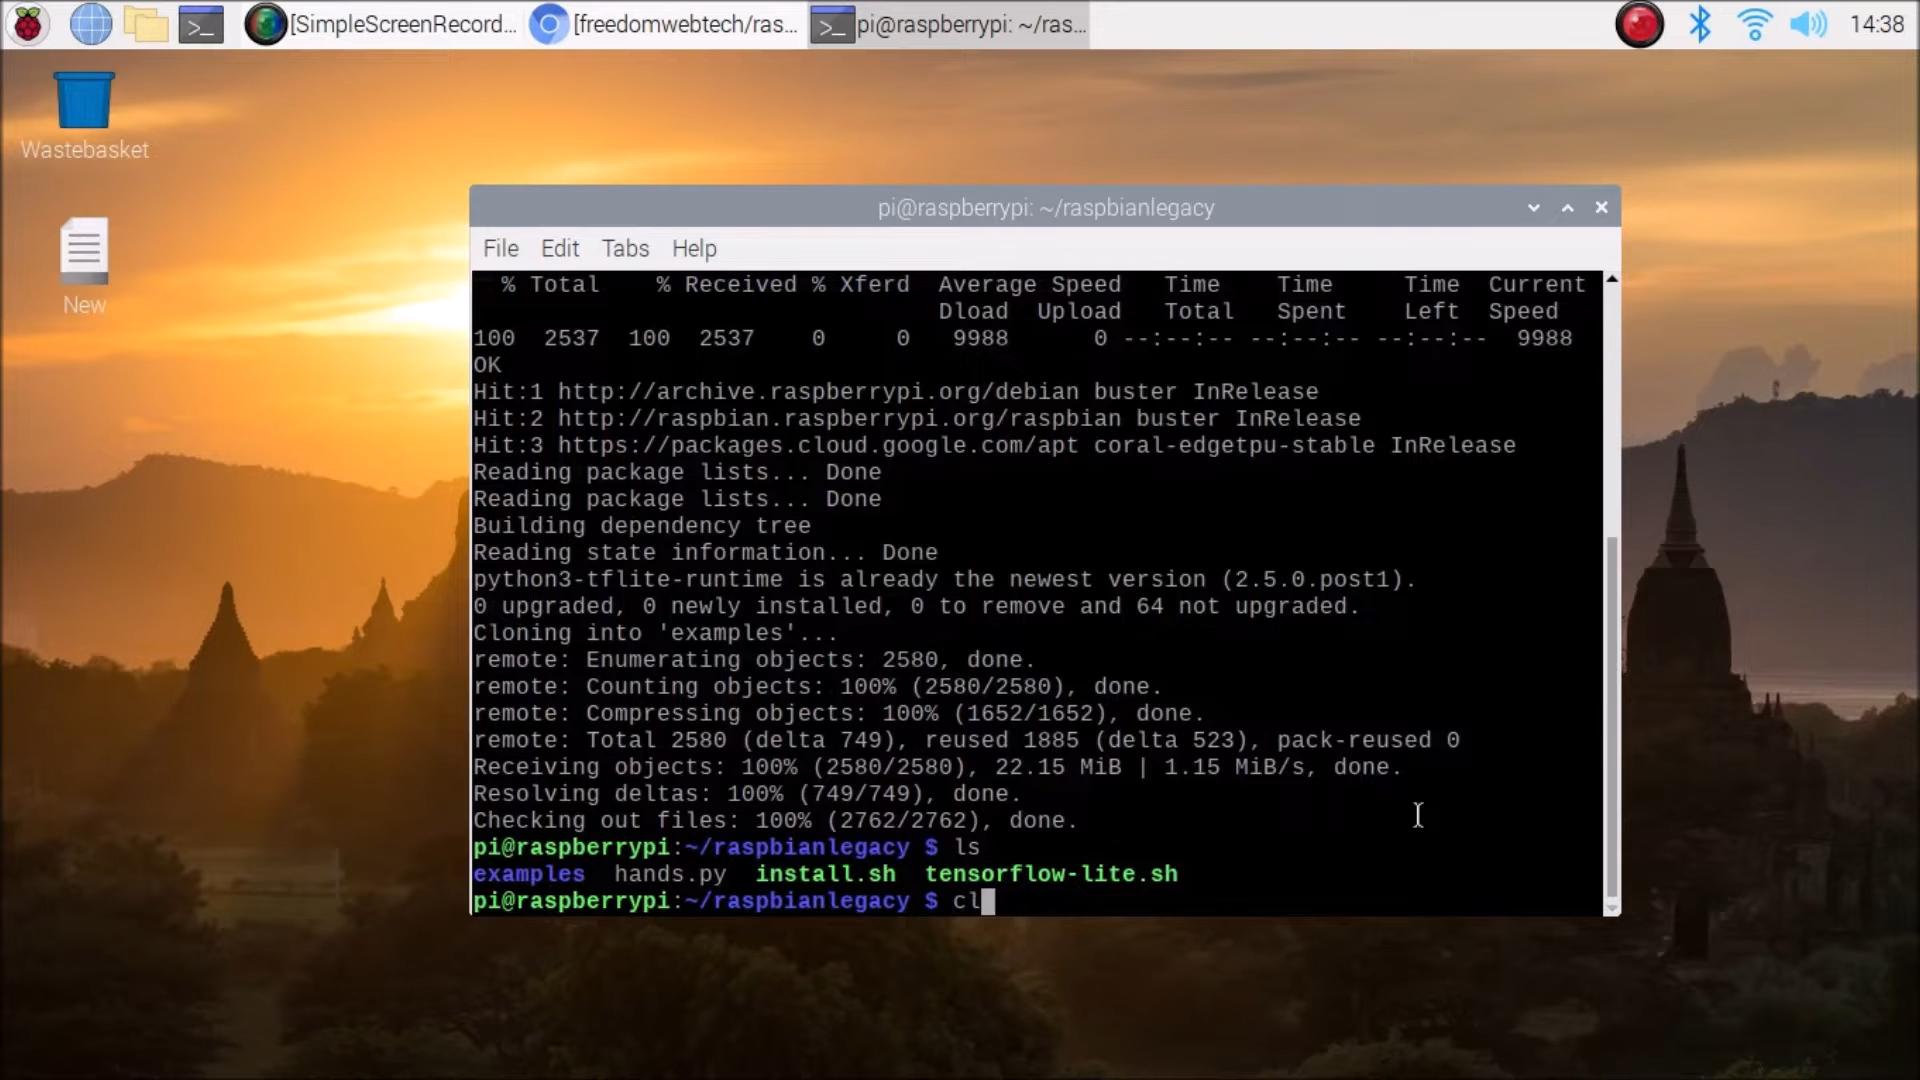 [SimpleScreenRecord... [freedomwebtech/ras... pi@raspberrypi: ~/ras... 14:38
Wastebasket
New
pi@raspberrypi: ~/raspbianlegacy
File Edit Tabs Help
% Total % Received % Xferd Average Speed Time Time Time Current
Dload Upload Total Spent Left Speed
100 2537 100 2537 0 0 9988 0 --:--:-- --:--:-- --:--:-- 9988
OK
Hit:1 http://archive.raspberrypi.org/debian buster InRelease
Hit:2 http://raspbian.raspberrypi.org/raspbian buster InRelease
Hit:3 https://packages.cloud.google.com/apt coral-edgetpu-stable InRelease
Reading package lists... Done
Reading package lists... Done
Building dependency tree
Reading state information... Done
python3-tflite-runtime is already the newest version (2.5.0.post1).
0 upgraded, 0 newly installed, 0 to remove and 64 not upgraded.
Cloning into 'examples'...
remote: Enumerating objects: 2580, done.
remote: Counting objects: 100% (2580/2580), done.
remote: Compressing objects: 100% (1652/1652), done.
remote: Total 2580 (delta 749), reused 1885 (delta 523), pack-reused 0
Receiving objects: 100% (2580/2580), 22.15 MiB | 1.15 MiB/s, done.
Resolving deltas: 100% (749/749), done.
Checking out files: 100% (2762/2762), done.
pi@raspberrypi:~/raspbianlegacy $ ls
examples hands.py install.sh tensorflow-lite.sh
pi@raspberrypi:~/raspbianlegacy $ cl